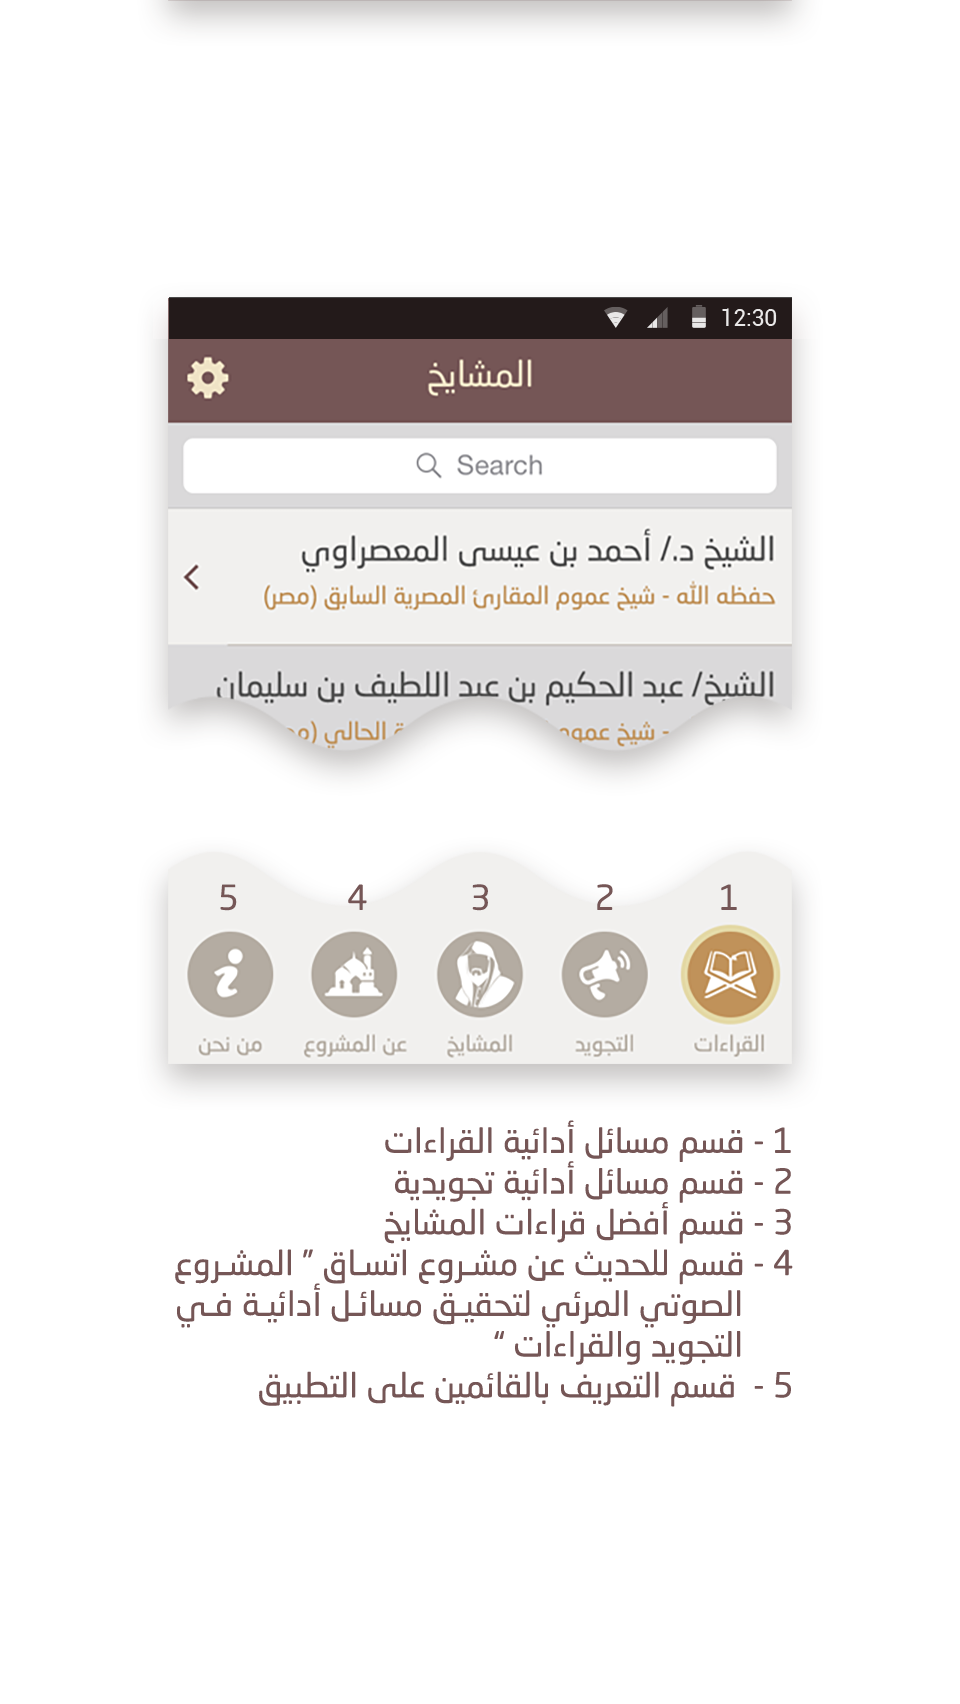 12:30
المشايخ
Search
الشيخ د./ أحمد بن عيسى المعصراوي
حفظه الله - شيخ عموم المقارئ المصرية السابق (مصر)
الشيخ/ عبد الحكيم بن عبد اللطيف بن سليمان
- شيخ عموم الحالي
1 2 3 4 5
القراءات التجويد المشايخ عن المشروع من نحن
1 - قسم مسائل أدائية القراءات
2 - قسم مسائل أدائية تجويدية
3 - قسم أفضل قراءات المشايخ
4 - قسم للحديث عن مشروع اتساق ” المشروع
الصوتي المرئي لتحقيق مسائل أدائية في
التجويد والقراءات “
5 - قسم التعريف بالقائمين على التطبيق